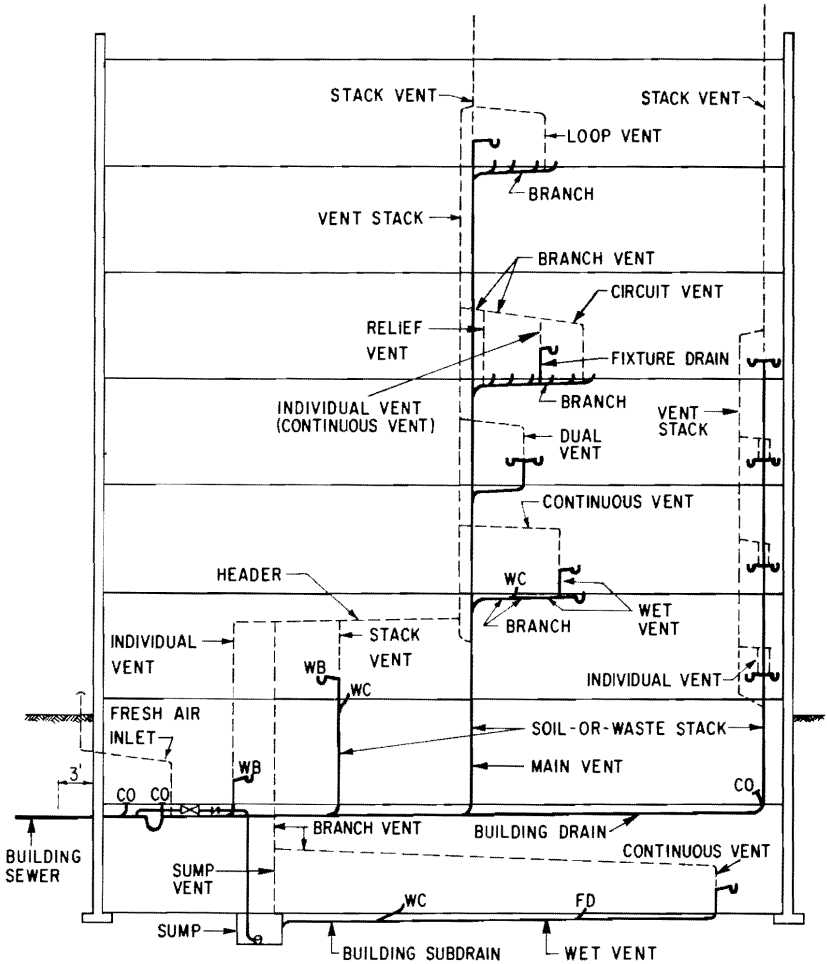 STACK VENT
STACK VENT
LOOP VENT
BRANCH
VENT STACK
BRANCH VENT
CIRCUIT VENT
RELIEF
VENT
FIXTURE DRAIN
INDIVIDUAL VENT
(CONTINUOUS VENT)
BRANCH
VENT
STACK
DUAL
VENT
CONTINUOUS VENT
HEADER
WC
BRANCH
WET
VENT
INDIVIDUAL
VENT
STACK
VENT
WB
WC
INDIVIDUAL VENT
FRESH AIR
INLET
SOIL-OR-WASTE STACK
3'
WB
MAIN VENT
CO
CO
CO
BUILDING
SEWER
BRANCH VENT
BUILDING DRAIN
SUMP
VENT
CONTINUOUS VENT
WC
FD
SUMP
BUILDING SUBDRAIN
WET VENT